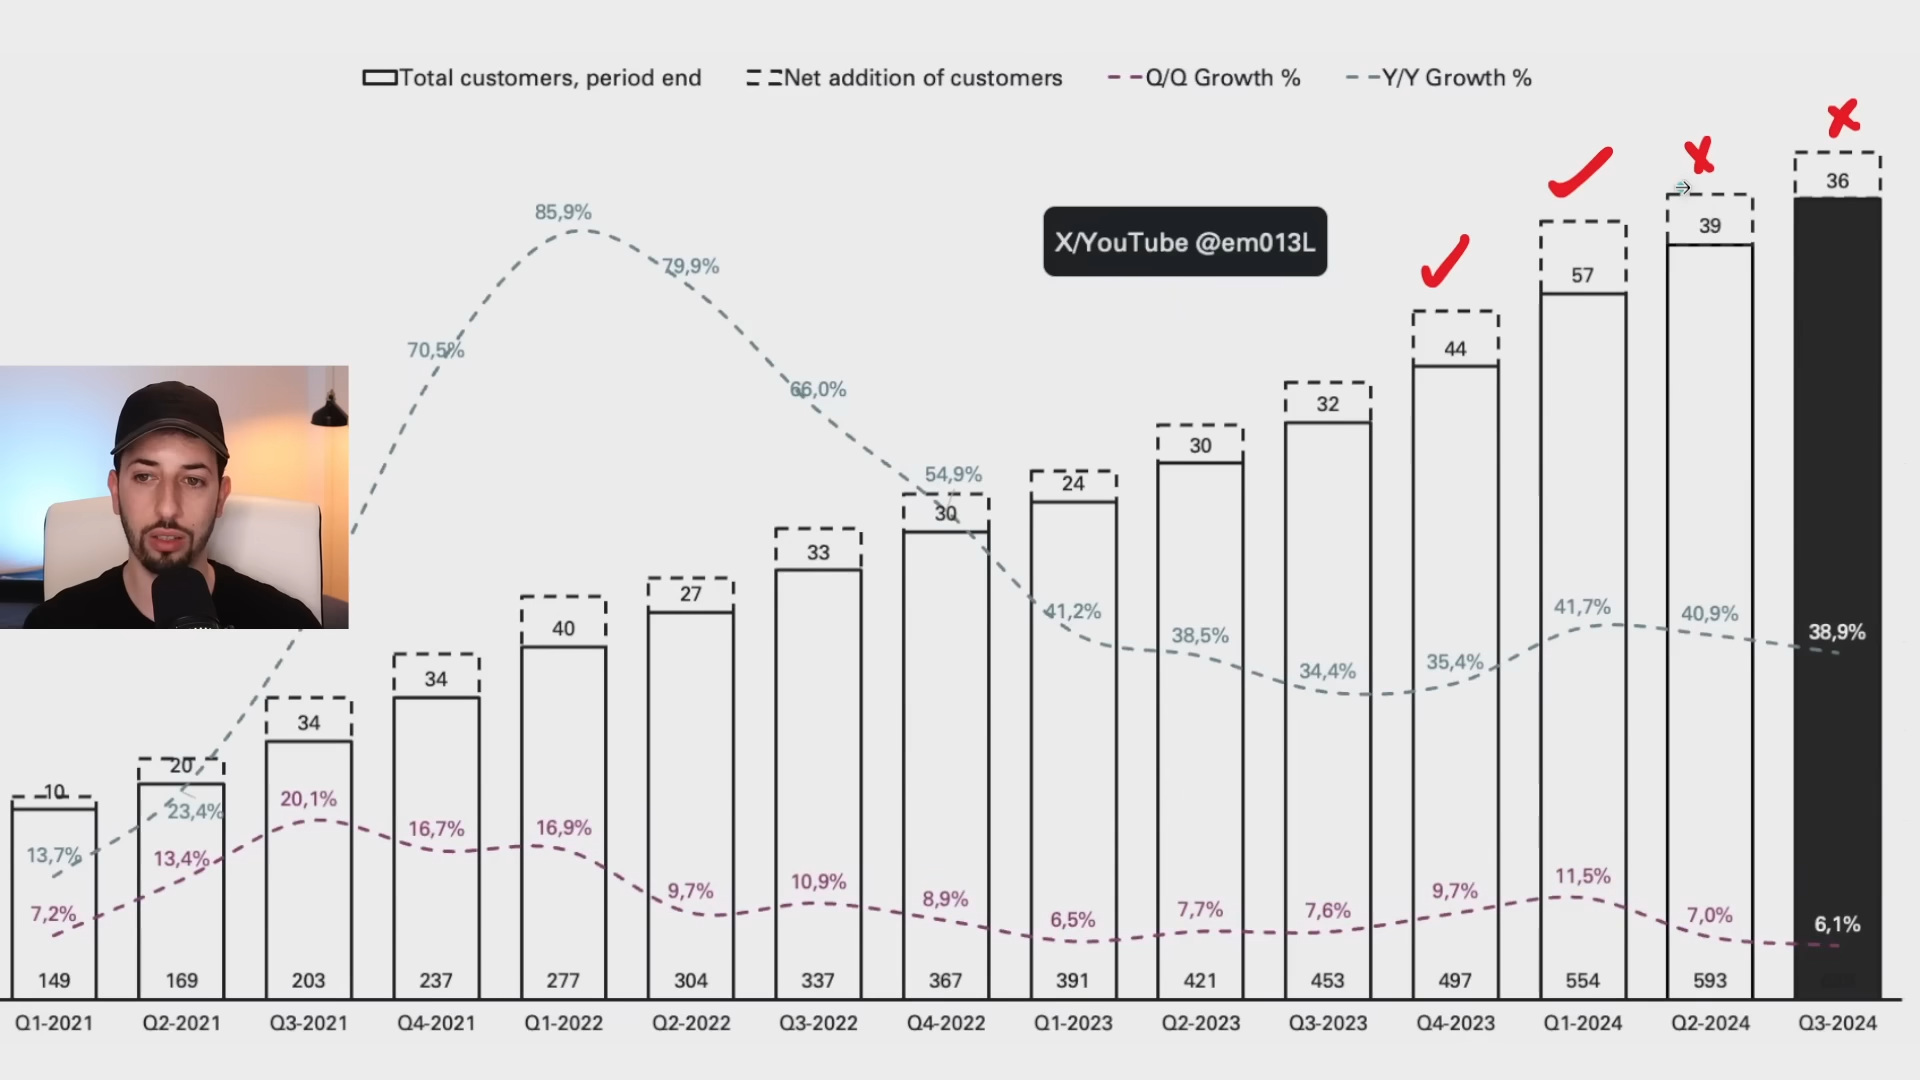 Total customers, period end Net addition of customers Q/Q Growth % Y/Y Growth %
X/YouTube @em013L
10 20 34 34 40 27 33 30 24 30 32 44 57 39 36
13,7% 23,4% 70,5% 85,9% 79,9% 66,0% 54,9% 41,2% 38,5% 34,4% 35,4% 41,7% 40,9% 38,9%
7,2% 13,4% 20,1% 16,7% 16,9% 9,7% 10,9% 8,9% 6,5% 7,7% 7,6% 9,7% 11,5% 7,0% 6,1%
149 169 203 237 277 304 337 367 391 421 453 497 554 593
Q1-2021 Q2-2021 Q3-2021 Q4-2021 Q1-2022 Q2-2022 Q3-2022 Q4-2022 Q1-2023 Q2-2023 Q3-2023 Q4-2023 Q1-2024 Q2-2024 Q3-2024